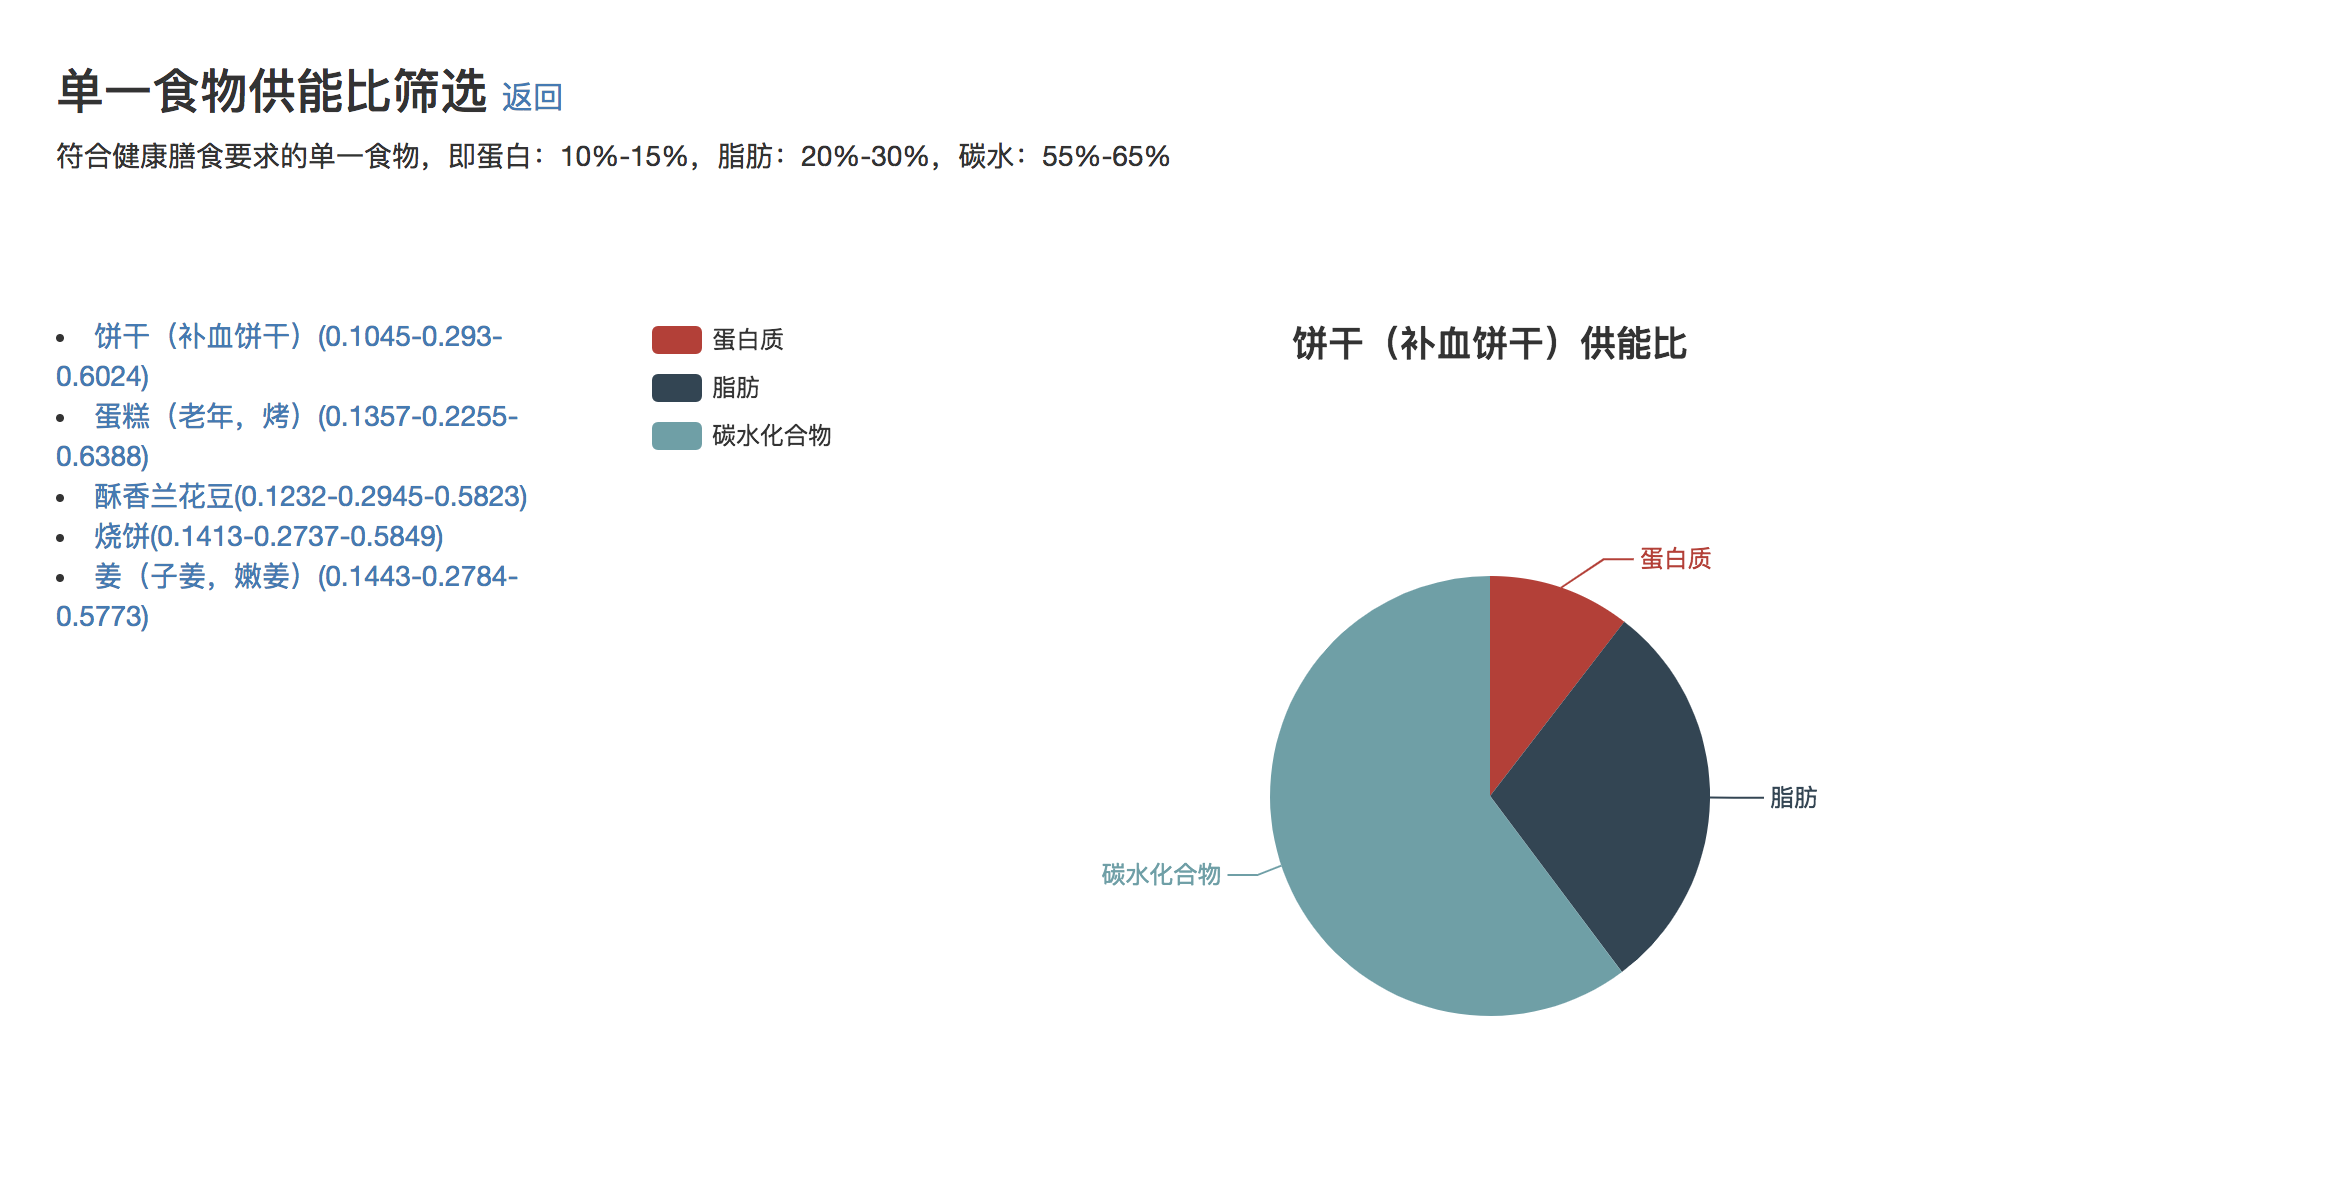 单一食物供能比筛选 返回
符合健康膳食要求的单一食物，即蛋白：10%-15%，脂肪：20%-30%，碳水：55%-65%
• 饼干（补血饼干）(0.1045-0.293-
0.6024)
• 蛋糕（老年，烤）(0.1357-0.2255-
0.6388)
• 酥香兰花豆(0.1232-0.2945-0.5823)
• 烧饼(0.1413-0.2737-0.5849)
• 姜（子姜，嫩姜）(0.1443-0.2784-
0.5773)
蛋白质
脂肪
碳水化合物
饼干（补血饼干）供能比
蛋白质
脂肪
碳水化合物